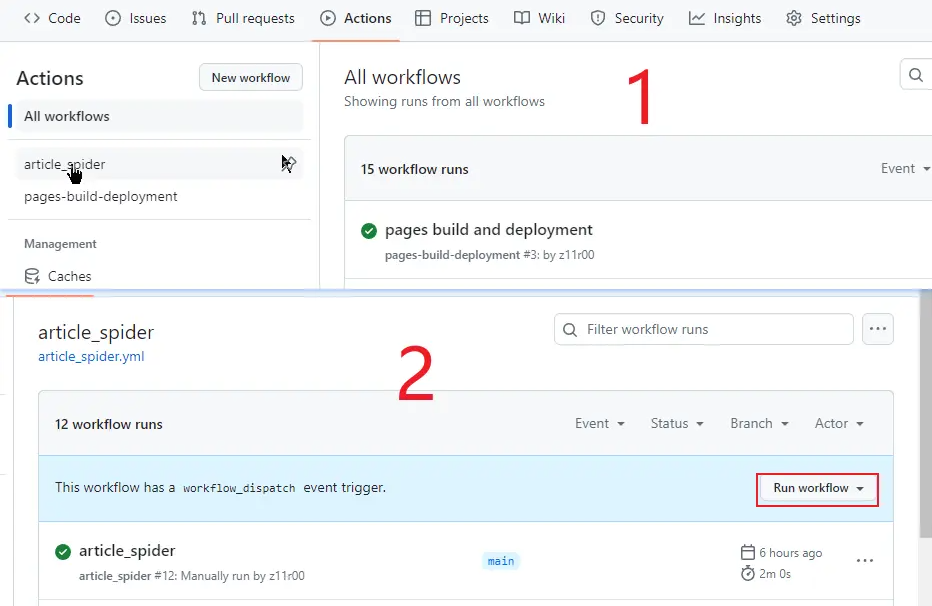 Code Issues Pull requests Actions Projects Wiki Security Insights Settings
Actions New workflow
All workflows
article_spider
pages-build-deployment
Management
Caches
All workflows
Showing runs from all workflows
1
15 workflow runs Event
pages build and deployment
pages-build-deployment #3: by z11r00
article_spider
article_spider.yml
Filter workflow runs
2
12 workflow runs Event Status Branch Actor
This workflow has a workflow_dispatch event trigger. Run workflow
article_spider
article_spider #12: Manually run by z11r00
main
6 hours ago
2m 0s